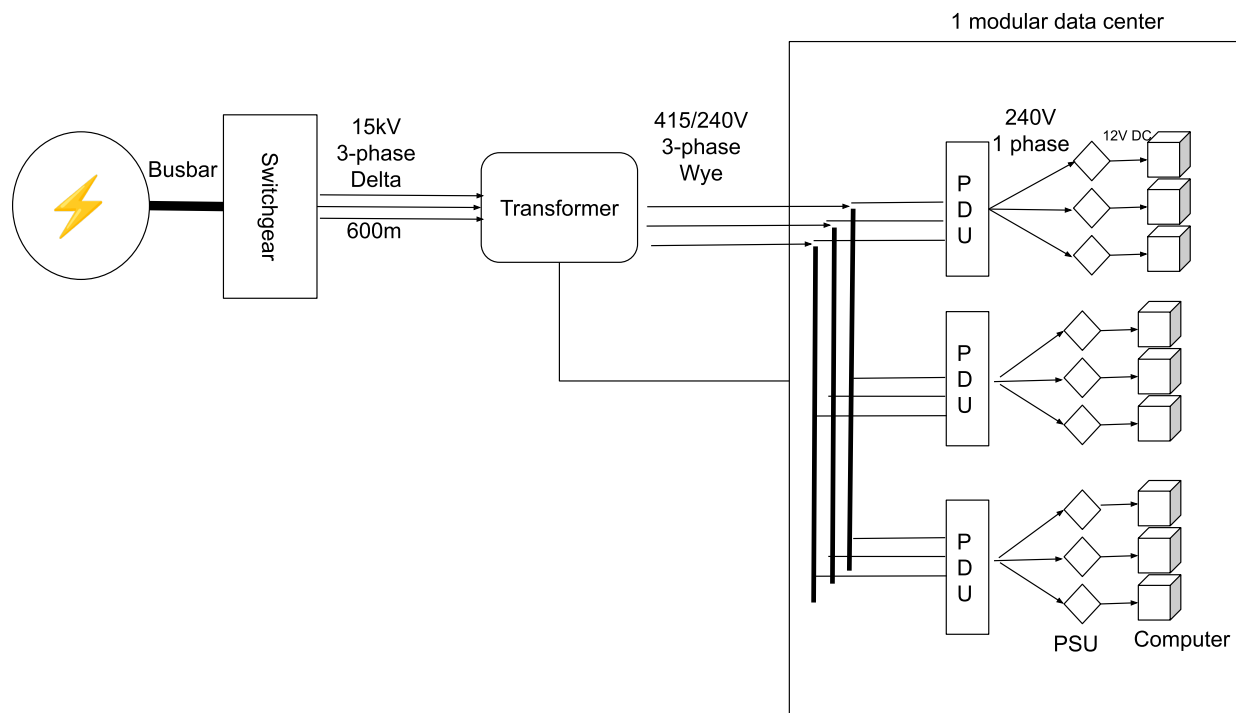 1 modular data center
Busbar
Switchgear
15kV
3-phase
Delta
600m
Transformer
415/240V
3-phase
Wye
P
D
U
240V
1 phase
12V DC
P
D
U
P
D
U
PSU
Computer